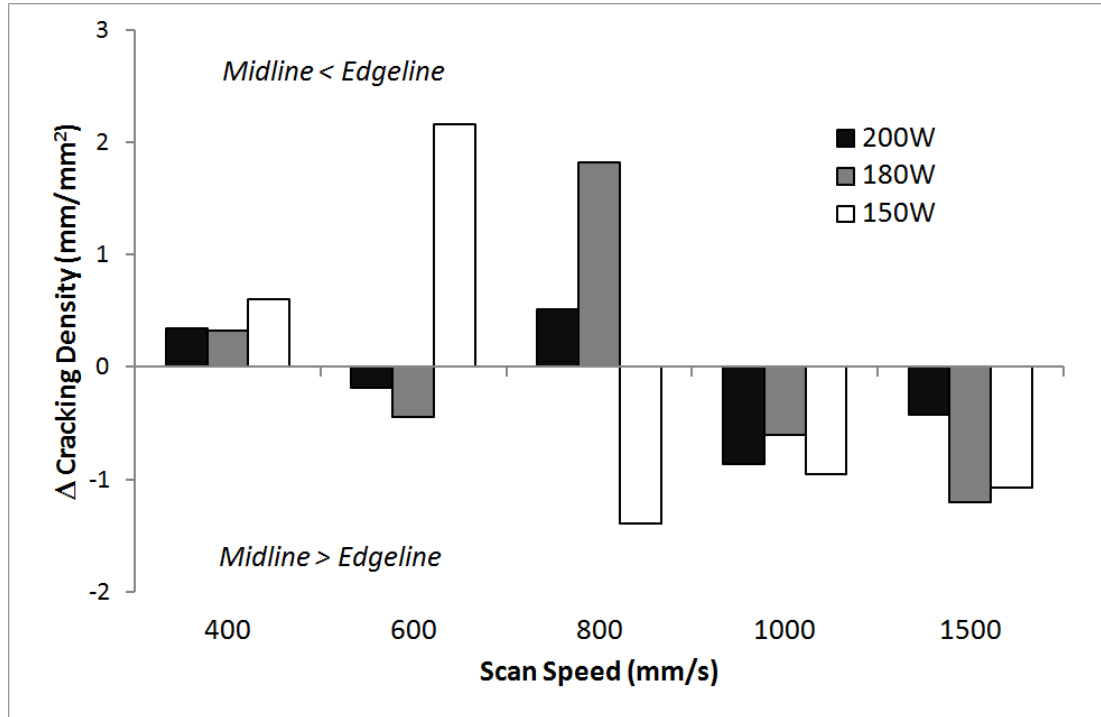 3
Midline < Edgeline
2
200W
180W
150W
1
0
-1
Midline > Edgeline
-2
Δ Cracking Density (mm/mm²)
400 600 800 1000 1500
Scan Speed (mm/s)